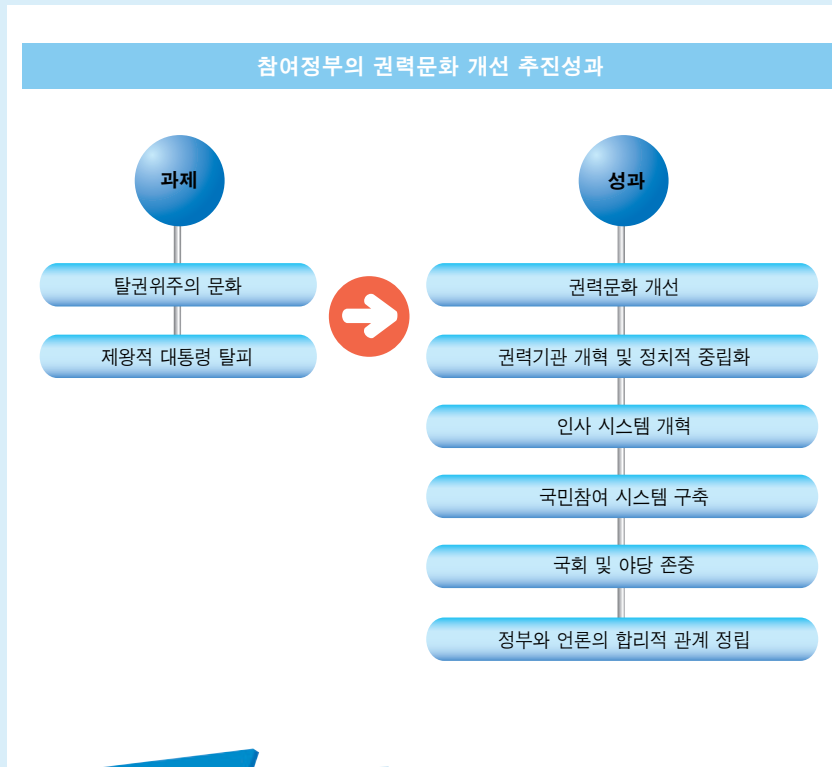 참여정부의 권력문화 개선 추진성과
과제
탈권위주의 문화
제왕적 대통령 탈피
성과
권력문화 개선
권력기관 개혁 및 정치적 중립화
인사 시스템 개혁
국민참여 시스템 구축
국회 및 야당 존중
정부와 언론의 합리적 관계 정립